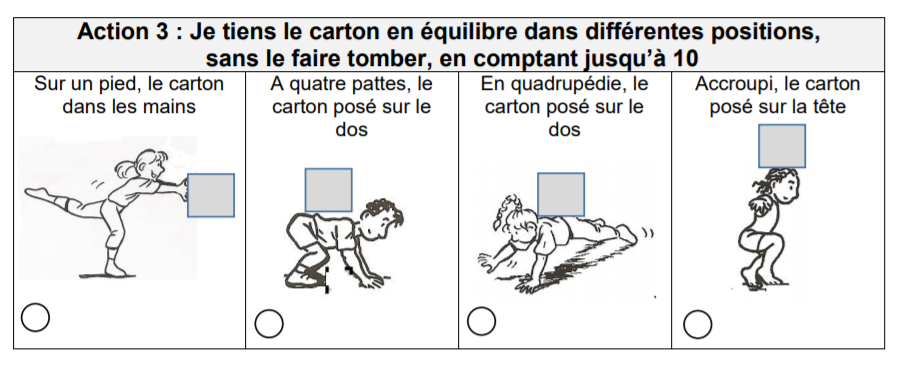 Action 3 : Je tiens le carton en équilibre dans différentes positions,
sans le faire tomber, en comptant jusqu’à 10
Sur un pied, le carton
dans les mains
A quatre pattes, le
carton posé sur le
dos
En quadrupédie, le
carton posé sur le
dos
Accroupi, le carton
posé sur la tête